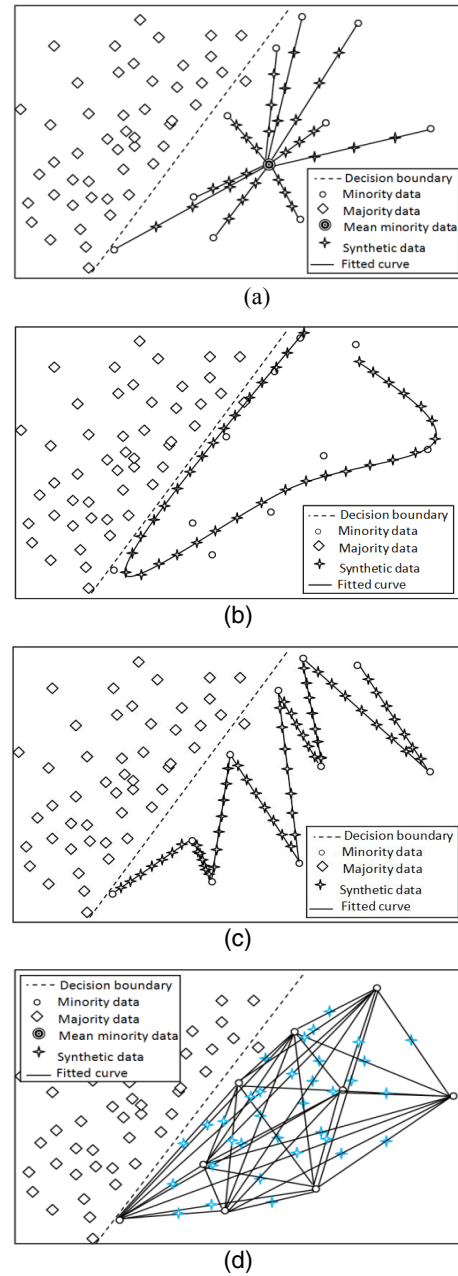 Decision boundary
Minority data
Majority data
Mean minority data
Synthetic data
Fitted curve
(a)
Decision boundary
Minority data
Majority data
Synthetic data
Fitted curve
(b)
Decision boundary
Minority data
Majority data
Synthetic data
Fitted curve
(c)
Decision boundary
Minority data
Majority data
Mean minority data
Synthetic data
Fitted curve
(d)